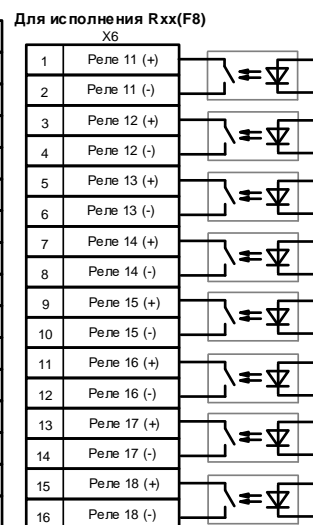 Для исполнения Rxx(F8)
X6
1 Реле 11 (+)
2 Реле 11 (-)
3 Реле 12 (+)
4 Реле 12 (-)
5 Реле 13 (+)
6 Реле 13 (-)
7 Реле 14 (+)
8 Реле 14 (-)
9 Реле 15 (+)
10 Реле 15 (-)
11 Реле 16 (+)
12 Реле 16 (-)
13 Реле 17 (+)
14 Реле 17 (-)
15 Реле 18 (+)
16 Реле 18 (-)